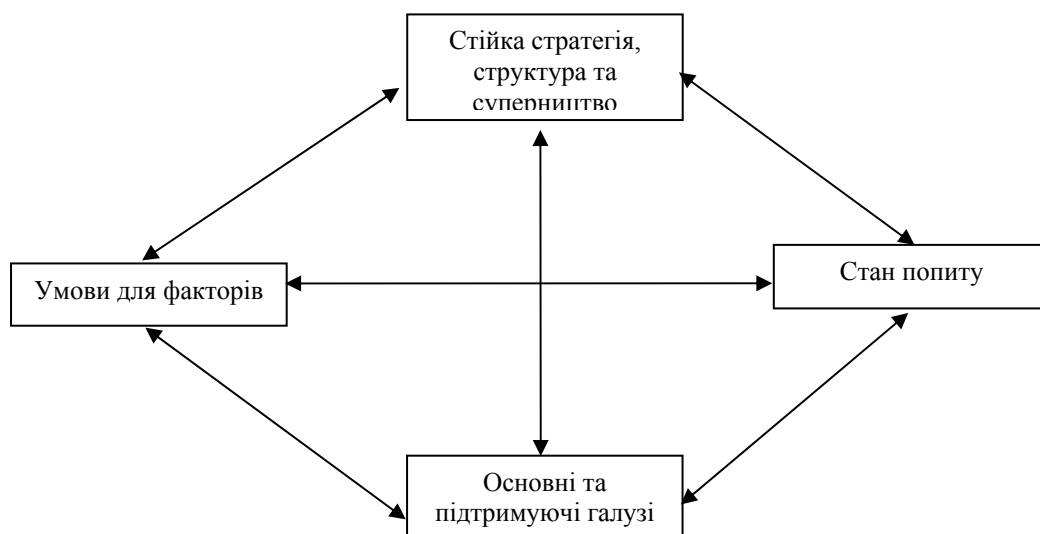 Стійка стратегія,
структура та
суперництво
Умови для факторів
Стан попиту
Основні та
підтримуючі галузі